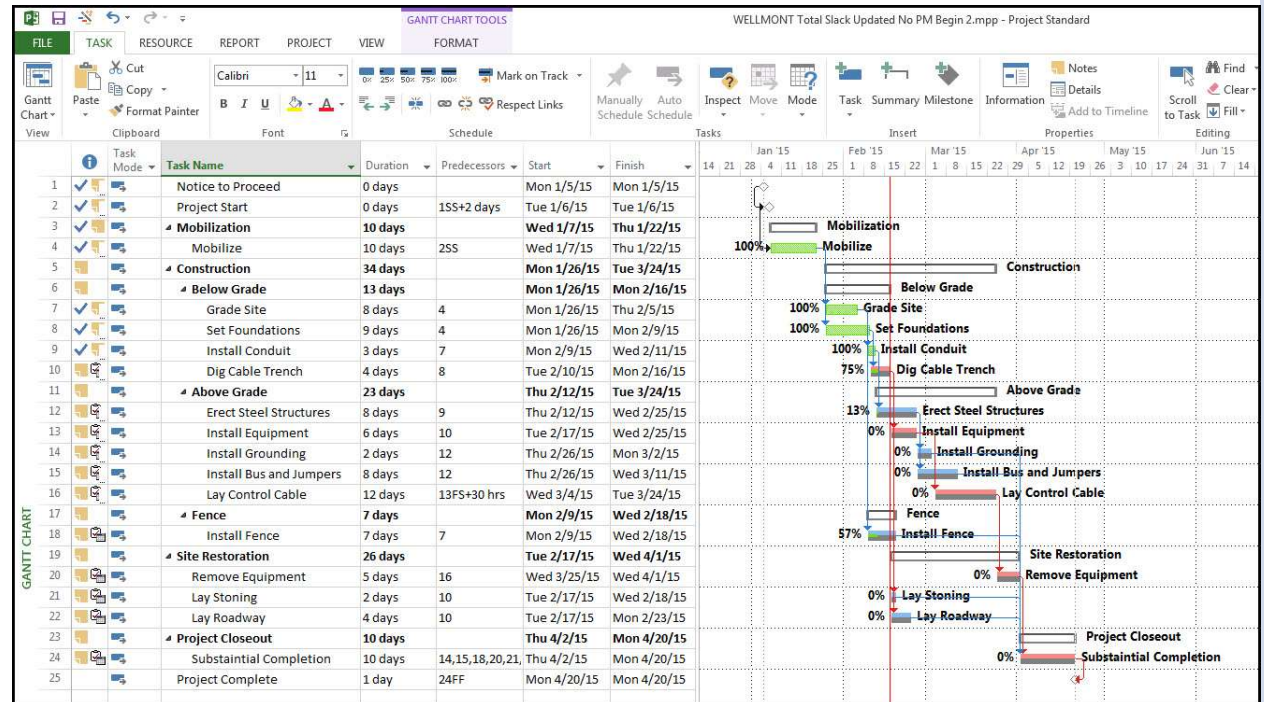 GANTT CHART TOOLS WELLMONT Total Slack Updated No PM Begin 2.mpp - Project Standard
FILE TASK RESOURCE REPORT PROJECT VIEW FORMAT
Gantt Chart
View
Paste
Cut
Copy
Format Painter
Clipboard
Calibri 11
B I U A
Font
0% 25% 50% 75% 100%
Mark on Track
Respect Links
Schedule
Manually Schedule
Auto Schedule
Inspect Move Mode
Tasks
Task Summary Milestone
Insert
Information
Notes
Details
Add to Timeline
Properties
Scroll to Task
Find
Clear
Fill
Editing
Task Mode Task Name Duration Predecessors Start Finish
Jan '15 Feb '15 Mar '15 Apr '15 May '15 Jun '15
14 21 28 4 11 18 25 1 8 15 22 1 8 15 22 29 5 12 19 26 3 10 17 24 31 7 14
1 Notice to Proceed 0 days Mon 1/5/15 Mon 1/5/15
2 Project Start 0 days 1SS+2 days Tue 1/6/15 Tue 1/6/15
3 Mobilization 10 days Wed 1/7/15 Thu 1/22/15 Mobilization
4 Mobilize 10 days 2SS Wed 1/7/15 Thu 1/22/15 100% Mobilize
5 Construction 34 days Mon 1/26/15 Tue 3/24/15 Construction
6 Below Grade 13 days Mon 1/26/15 Mon 2/16/15 Below Grade
7 Grade Site 8 days 4 Mon 1/26/15 Thu 2/5/15 100% Grade Site
8 Set Foundations 9 days 4 Mon 1/26/15 Mon 2/9/15 100% Set Foundations
9 Install Conduit 3 days 7 Mon 2/9/15 Wed 2/11/15 100% Install Conduit
10 Dig Cable Trench 4 days 8 Tue 2/10/15 Mon 2/16/15 75% Dig Cable Trench
11 Above Grade 23 days Thu 2/12/15 Tue 3/24/15 Above Grade
12 Erect Steel Structures 8 days 9 Thu 2/12/15 Wed 2/25/15 13% Erect Steel Structures
13 Install Equipment 6 days 10 Tue 2/17/15 Wed 2/25/15 0% Install Equipment
14 Install Grounding 2 days 12 Thu 2/26/15 Mon 3/2/15 0% Install Grounding
15 Install Bus and Jumpers 8 days 12 Thu 2/26/15 Wed 3/11/15 0% Install Bus and Jumpers
16 Lay Control Cable 12 days 13FS+30 hrs Wed 3/4/15 Tue 3/24/15 0% Lay Control Cable
17 Fence 7 days Mon 2/9/15 Wed 2/18/15 Fence
18 Install Fence 7 days 7 Mon 2/9/15 Wed 2/18/15 57% Install Fence
19 Site Restoration 26 days Tue 2/17/15 Wed 4/1/15 Site Restoration
20 Remove Equipment 5 days 16 Wed 3/25/15 Wed 4/1/15 0% Remove Equipment
21 Lay Stoning 2 days 10 Tue 2/17/15 Wed 2/18/15 0% Lay Stoning
22 Lay Roadway 4 days 10 Tue 2/17/15 Mon 2/23/15 0% Lay Roadway
23 Project Closeout 10 days Thu 4/2/15 Mon 4/20/15 Project Closeout
24 Substaintial Completion 10 days 14,15,18,20,21, Thu 4/2/15 Mon 4/20/15 0% Substaintial Completion
25 Project Complete 1 day 24FF Mon 4/20/15 Mon 4/20/15
GANTT CHART